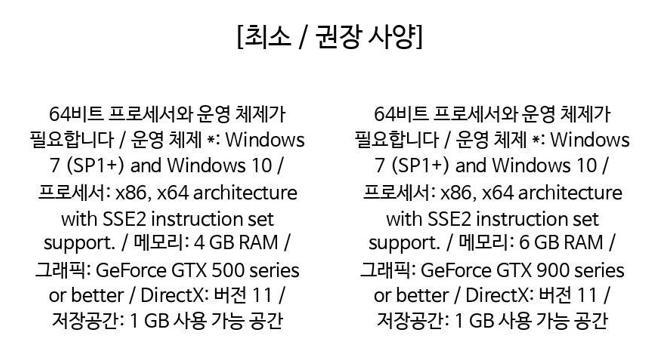 [최소 / 권장 사양]
64비트 프로세서와 운영 체제가
필요합니다 / 운영 체제 *: Windows
7 (SP1+) and Windows 10 /
프로세서: x86, x64 architecture
with SSE2 instruction set
support. / 메모리: 4 GB RAM /
그래픽: GeForce GTX 500 series
or better / DirectX: 버전 11 /
저장공간: 1 GB 사용 가능 공간
64비트 프로세서와 운영 체제가
필요합니다 / 운영 체제 *: Windows
7 (SP1+) and Windows 10 /
프로세서: x86, x64 architecture
with SSE2 instruction set
support. / 메모리: 6 GB RAM /
그래픽: GeForce GTX 900 series
or better / DirectX: 버전 11 /
저장공간: 1 GB 사용 가능 공간